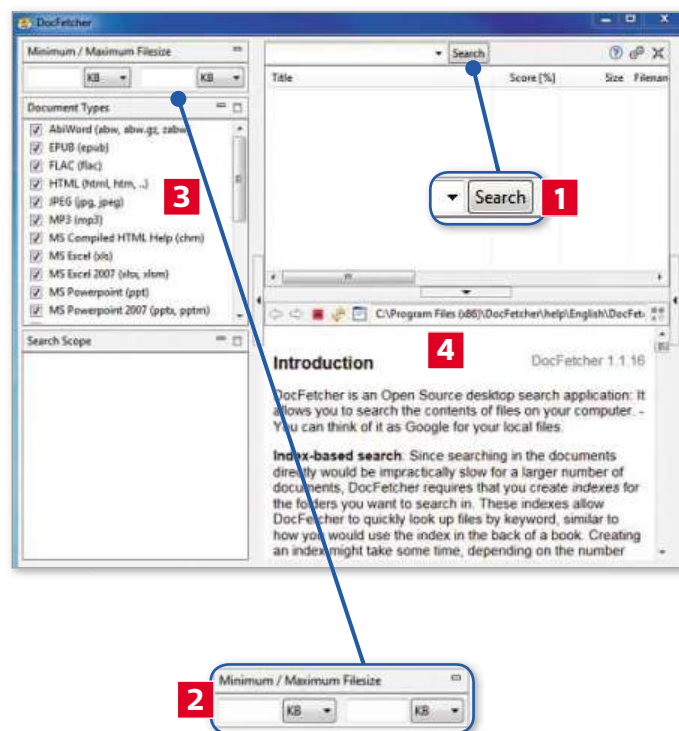 DocFetcher
Minimum / Maximum Filesize
KB KB
Document Types
AbiWord (abw, abw.gz, zabw)
EPUB (epub)
FLAC (flac)
HTML (html, htm, ..)
JPEG (jpg, jpeg)
MP3 (mp3)
MS Compiled HTML Help (chm)
MS Excel (xls)
MS Excel 2007 (xlsx, xlsm)
MS Powerpoint (ppt)
MS Powerpoint 2007 (pptx, pptm)
3
Search Scope
Search
Title Score [%] Size Filenan
Search 1
C:\Program Files (x86)\DocFetcher\help\English\DocFet
4
Introduction DocFetcher 1.1.16
DocFetcher is an Open Source desktop search application: It
allows you to search the contents of files on your computer. -
You can think of it as Google for your local files.
Index-based search: Since searching in the documents
directly would be impractically slow for a larger number of
documents, DocFetcher requires that you create indexes for
the folders you want to search in. These indexes allow
DocFetcher to quickly look up files by keyword, similar to
how you would use the index in the back of a book. Creating
an index might take some time, depending on the number
2
Minimum / Maximum Filesize
KB KB